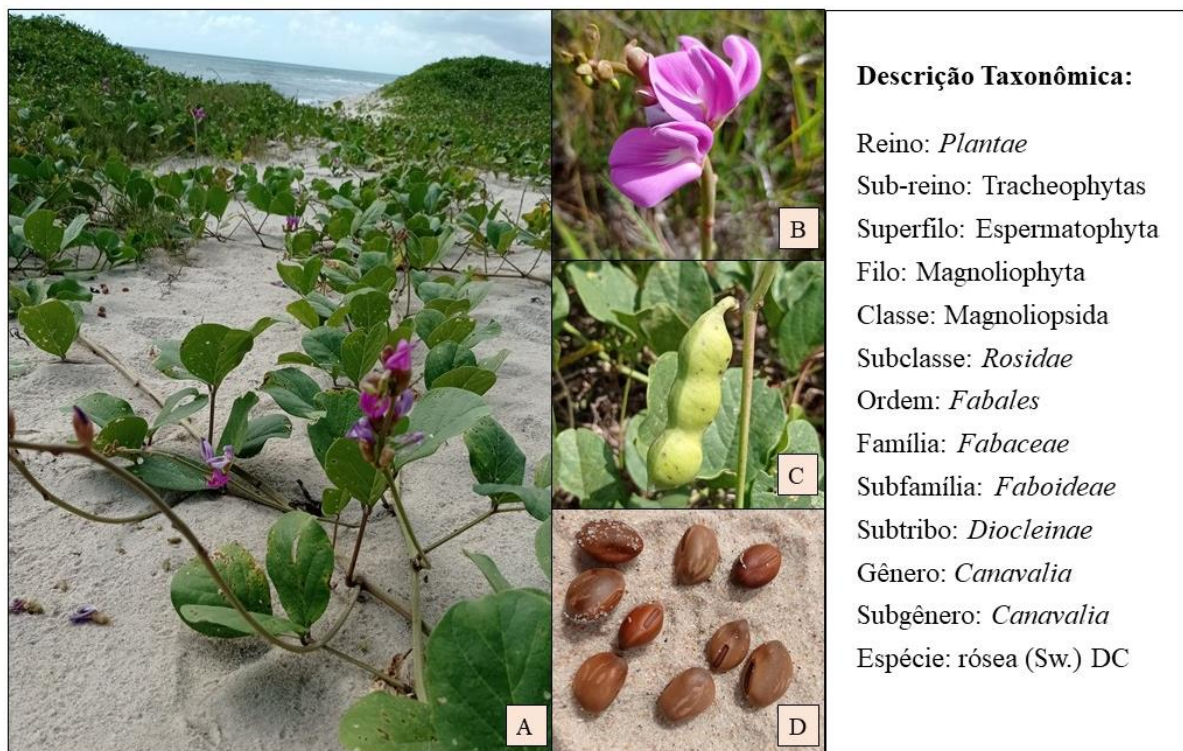 A
B
C
D
Descrição Taxonômica:
Reino: Plantae
Sub-reino: Tracheophytas
Superfilo: Espermatophyta
Filo: Magnoliophyta
Classe: Magnoliopsida
Subclasse: Rosidae
Ordem: Fabales
Família: Fabaceae
Subfamília: Faboideae
Subtribo: Diocleinae
Gênero: Canavalia
Subgênero: Canavalia
Espécie: rósea (Sw.) DC